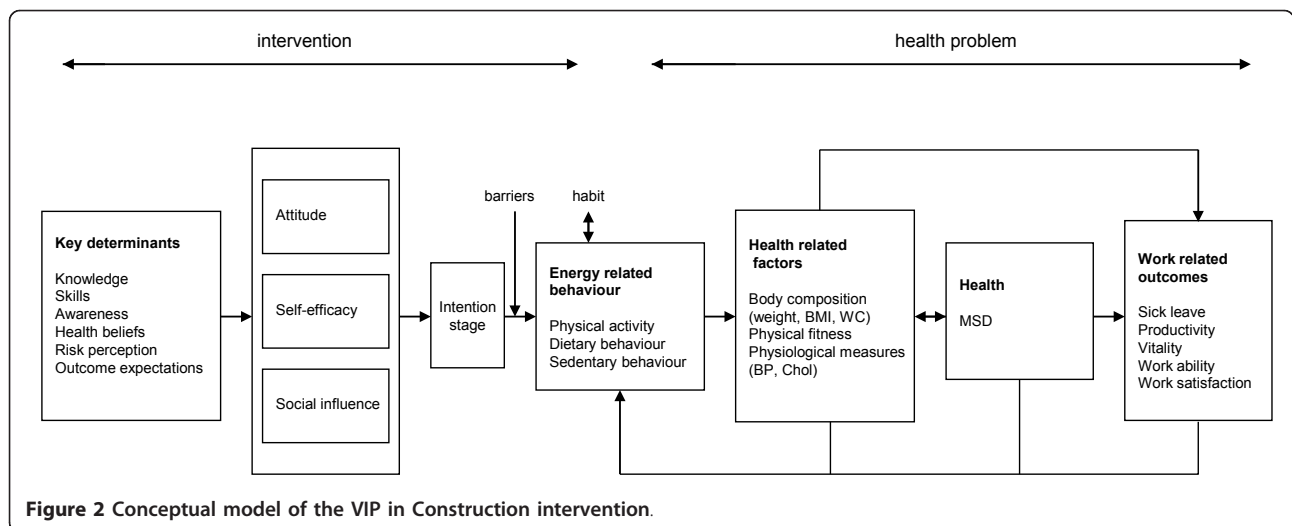 intervention
health problem
barriers
habit
Key determinants
Knowledge
Skills
Awareness
Health beliefs
Risk perception
Outcome expectations
Attitude
Self-efficacy
Social influence
Intention
stage
Energy related
behaviour
Physical activity
Dietary behaviour
Sedentary behaviour
Health related
factors
Body composition
(weight, BMI, WC)
Physical fitness
Physiological measures
(BP, Chol)
Health
MSD
Work related
outcomes
Sick leave
Productivity
Vitality
Work ability
Work satisfaction
Figure 2 Conceptual model of the VIP in Construction intervention.